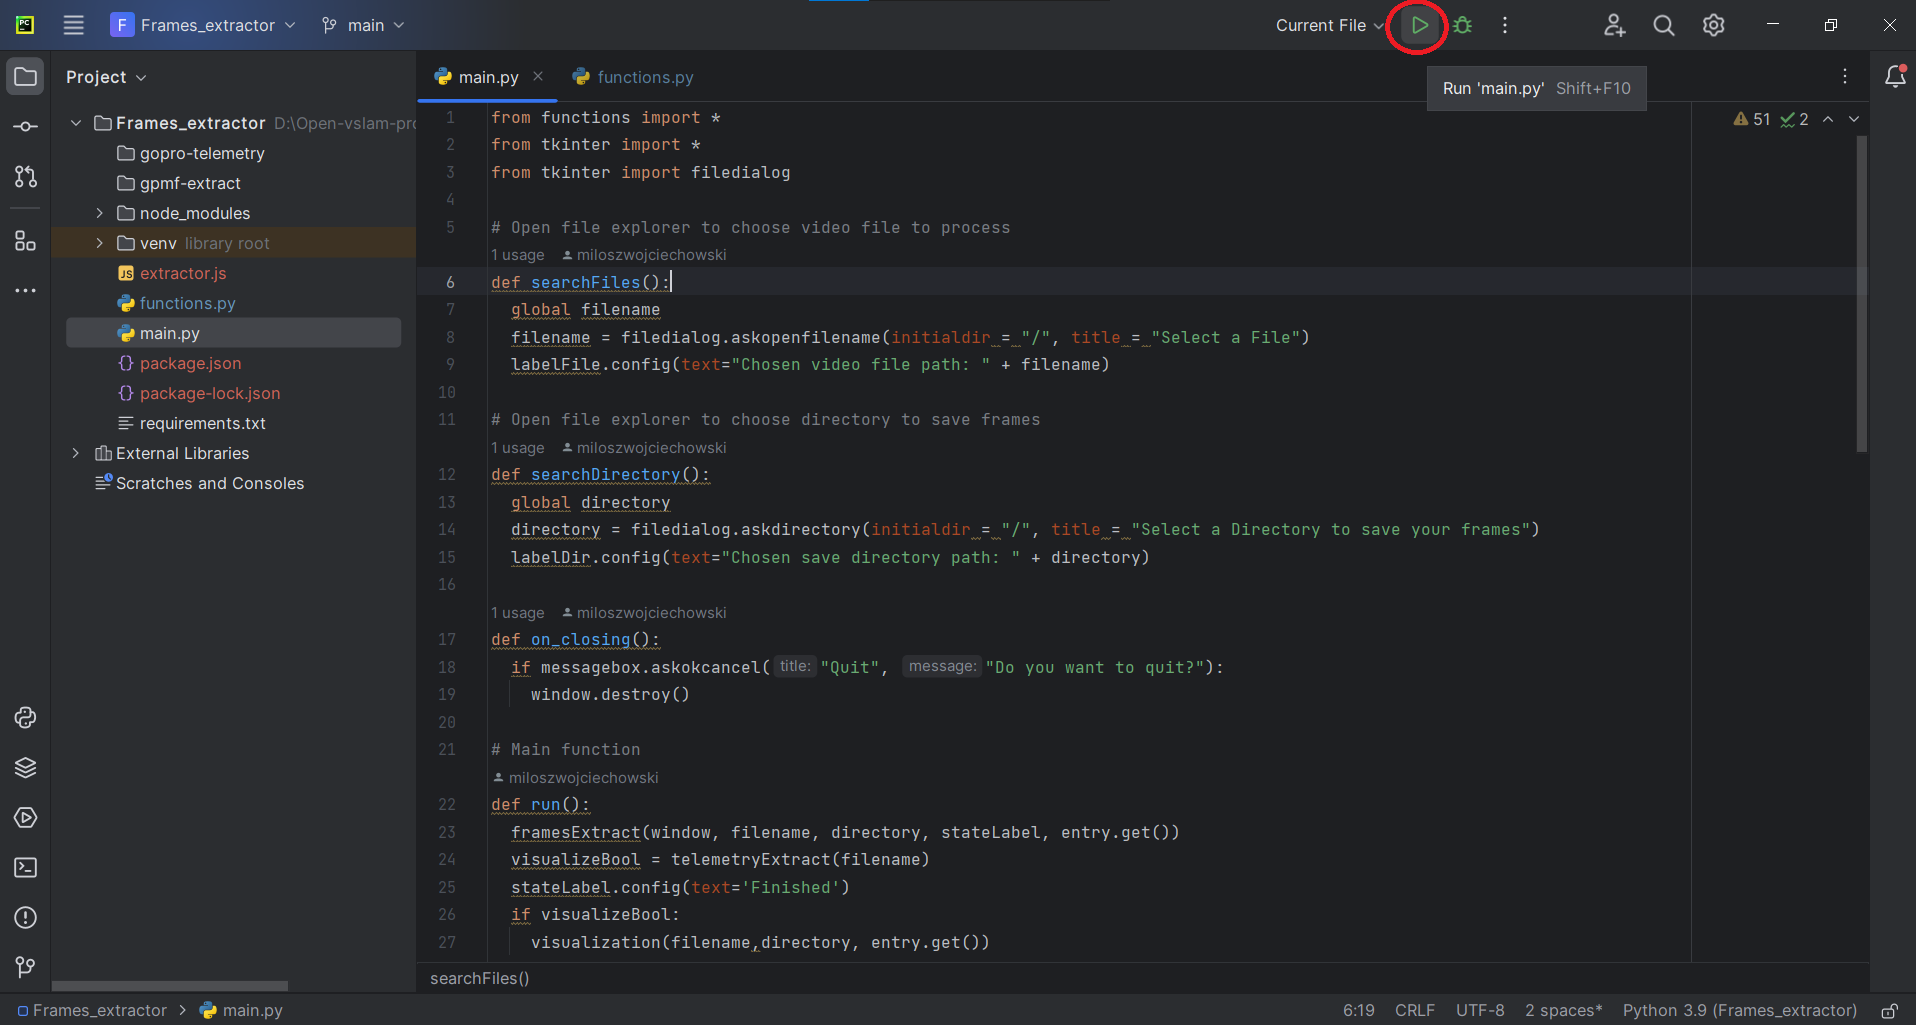 PC
F Frames_extractor main
Current File
Run 'main.py' Shift+F10
Project
main.py functions.py
Frames_extractor D:\Open-vslam-pro
gopro-telemetry
gpmf-extract
node_modules
venv library root
JS extractor.js
functions.py
main.py
{} package.json
{} package-lock.json
requirements.txt
External Libraries
Scratches and Consoles
51 2
1 from functions import *
2 from tkinter import *
3 from tkinter import filedialog
4
5 # Open file explorer to choose video file to process
1 usage miloszwojciechowski
6 def searchFiles():
7 global filename
8 filename = filedialog.askopenfilename(initialdir = "/", title = "Select a File")
9 labelFile.config(text="Chosen video file path: " + filename)
10
11 # Open file explorer to choose directory to save frames
1 usage miloszwojciechowski
12 def searchDirectory():
13 global directory
14 directory = filedialog.askdirectory(initialdir = "/", title = "Select a Directory to save your frames")
15 labelDir.config(text="Chosen save directory path: " + directory)
16
1 usage miloszwojciechowski
17 def on_closing():
18 if messagebox.askokcancel( title: "Quit", message: "Do you want to quit?"):
19 window.destroy()
20
21 # Main function
miloszwojciechowski
22 def run():
23 framesExtract(window, filename, directory, stateLabel, entry.get())
24 visualizeBool = telemetryExtract(filename)
25 stateLabel.config(text='Finished')
26 if visualizeBool:
27 visualization(filename,directory, entry.get())
searchFiles()
Frames_extractor > main.py
6:19 CRLF UTF-8 2 spaces* Python 3.9 (Frames_extractor)